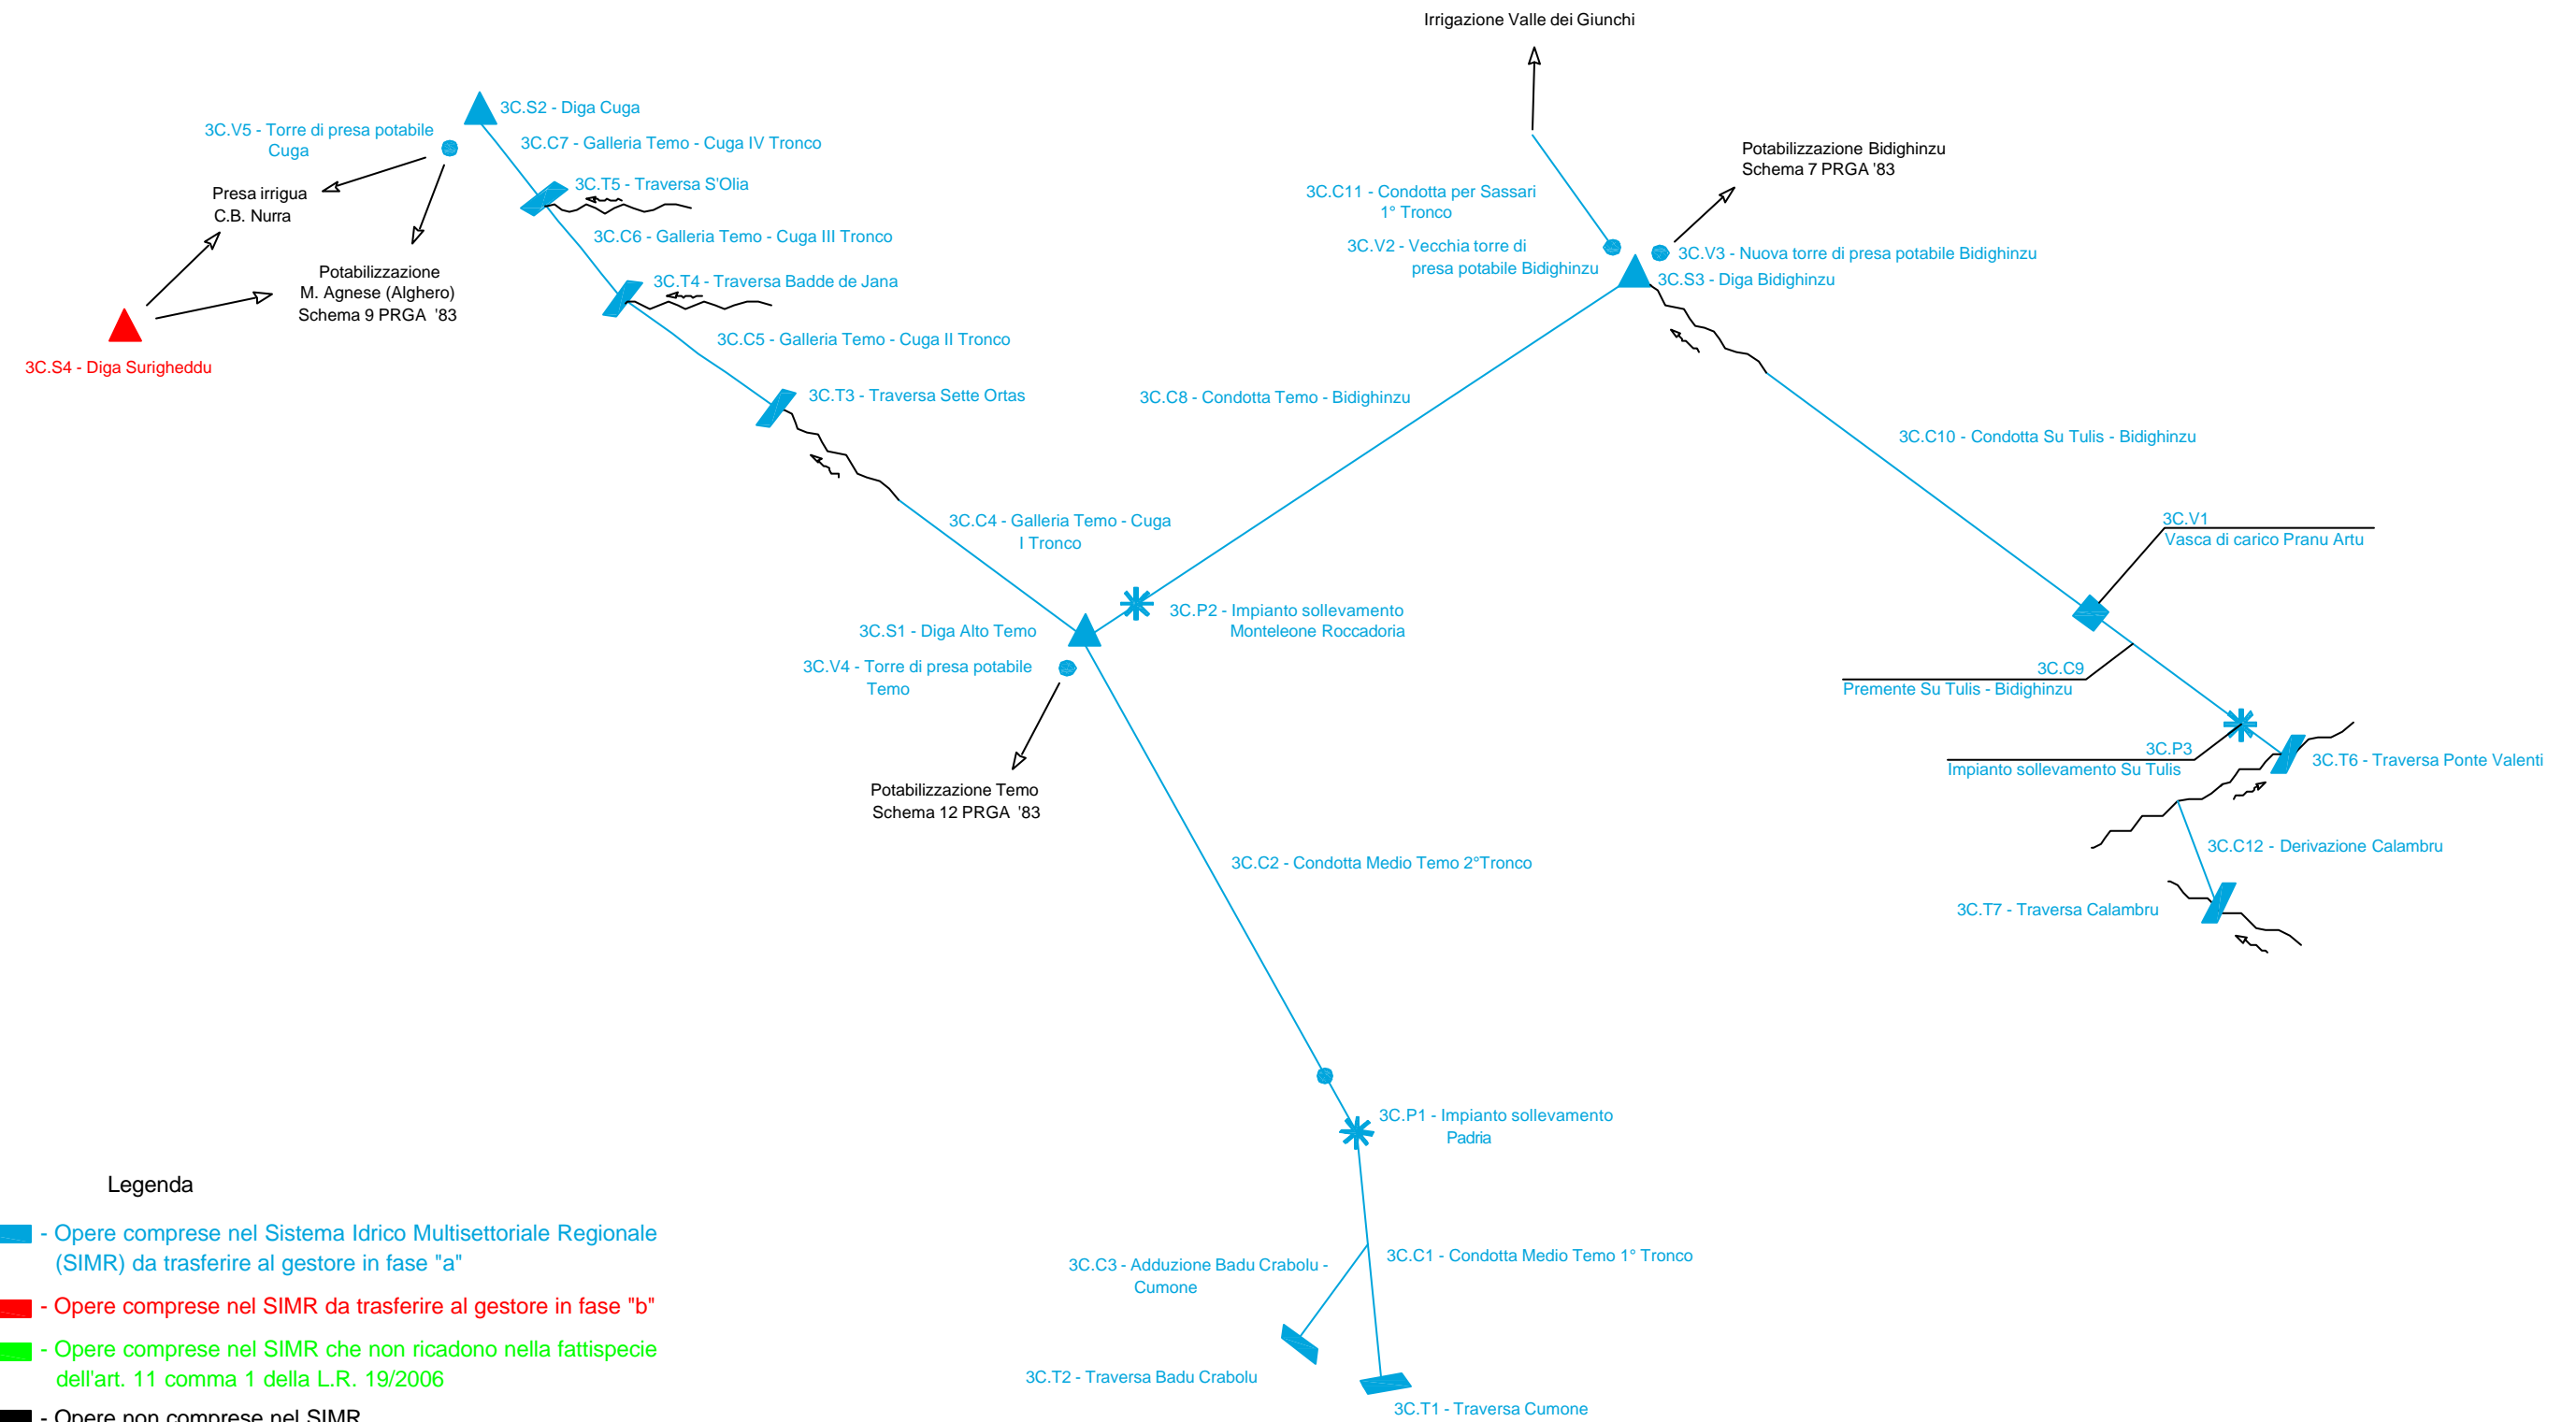 Irrigazione Valle dei Giunchi
3C.S2 - Diga Cuga
3C.V5 - Torre di presa potabile
Cuga
3C.C7 - Galleria Temo - Cuga IV Tronco
Potabilizzazione Bidighinzu
Schema 7 PRGA '83
3C.T5 - Traversa S'Olia
Presa irrigua
C.B. Nurra
3C.C11 - Condotta per Sassari
1° Tronco
3C.C6 - Galleria Temo - Cuga III Tronco
3C.V2 - Vecchia torre di
presa potabile Bidighinzu
3C.V3 - Nuova torre di presa potabile Bidighinzu
3C.S3 - Diga Bidighinzu
Potabilizzazione
M. Agnese (Alghero)
Schema 9 PRGA '83
3C.T4 - Traversa Badde de Jana
3C.C5 - Galleria Temo - Cuga II Tronco
3C.S4 - Diga Surigheddu
3C.T3 - Traversa Sette Ortas
3C.C8 - Condotta Temo - Bidighinzu
3C.C10 - Condotta Su Tulis - Bidighinzu
3C.C4 - Galleria Temo - Cuga
I Tronco
3C.V1
Vasca di carico Pranu Artu
3C.P2 - Impianto sollevamento
Monteleone Roccadoria
3C.S1 - Diga Alto Temo
3C.V4 - Torre di presa potabile
Temo
3C.C9
Premente Su Tulis - Bidighinzu
3C.P3
Impianto sollevamento Su Tulis
3C.T6 - Traversa Ponte Valenti
Potabilizzazione Temo
Schema 12 PRGA '83
3C.C2 - Condotta Medio Temo 2°Tronco
3C.C12 - Derivazione Calambru
3C.T7 - Traversa Calambru
3C.P1 - Impianto sollevamento
Padria
3C.C3 - Adduzione Badu Crabolu -
Cumone
3C.C1 - Condotta Medio Temo 1° Tronco
3C.T2 - Traversa Badu Crabolu
3C.T1 - Traversa Cumone
Legenda
- Opere comprese nel Sistema Idrico Multisettoriale Regionale
(SIMR) da trasferire al gestore in fase "a"
- Opere comprese nel SIMR da trasferire al gestore in fase "b"
- Opere comprese nel SIMR che non ricadono nella fattispecie
dell'art. 11 comma 1 della L.R. 19/2006
- Opere non comprese nel SIMR